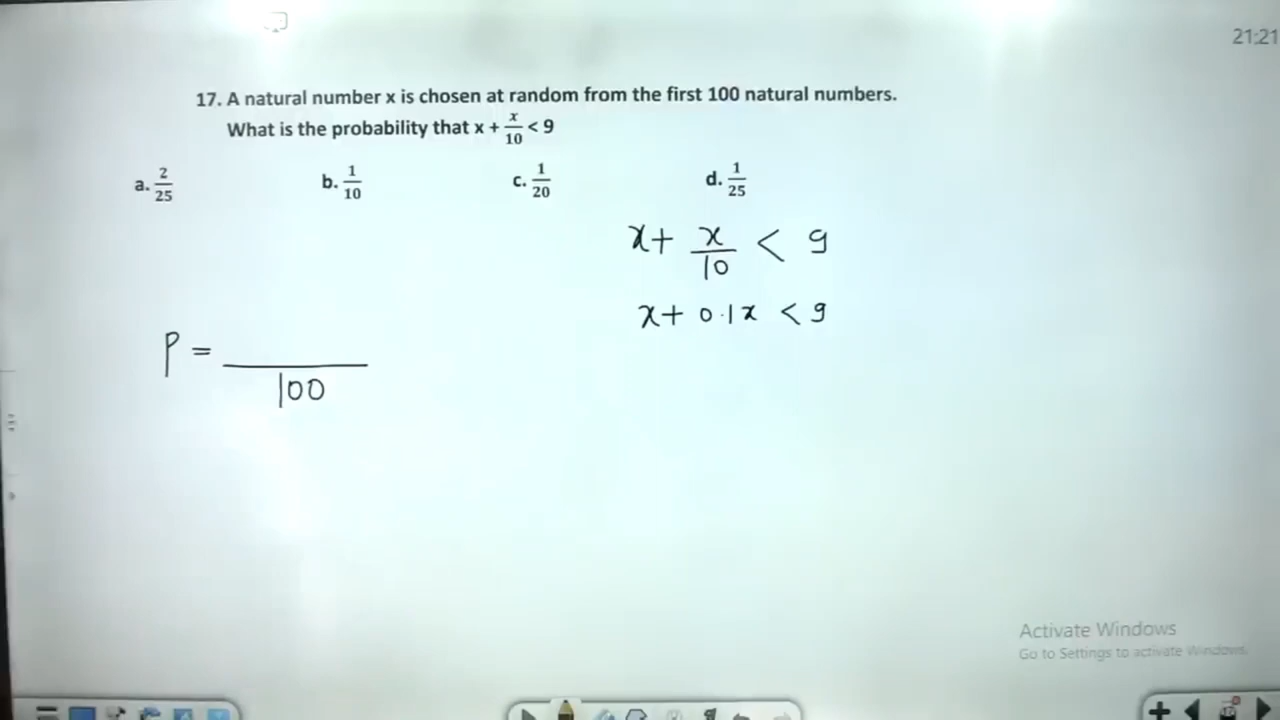 21:21
17. A natural number x is chosen at random from the first 100 natural numbers.
What is the probability that x + x/10 < 9
a. 2/25 b. 1/10 c. 1/20 d. 1/25
x + x/10 < 9
x + 0.1x < 9
P = /100
Activate Windows
Go to Settings to activate Windows.